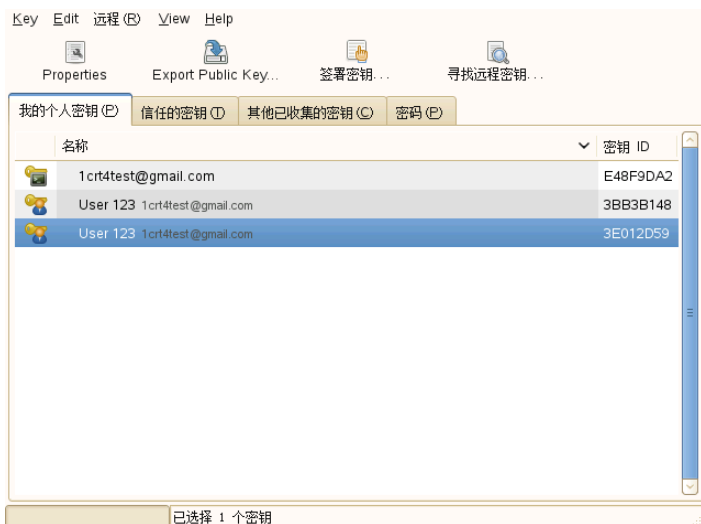 Key Edit 远程(R) View Help
Properties Export Public Key... 签署密钥... 寻找远程密钥...
我的个人密钥(P) 信任的密钥(T) 其他已收集的密钥(C) 密码(P)
名称 密钥 ID
1crt4test@gmail.com E48F9DA2
User 123 1crt4test@gmail.com 3BB3B148
User 123 1crt4test@gmail.com 3E012D59
已选择 1 个密钥